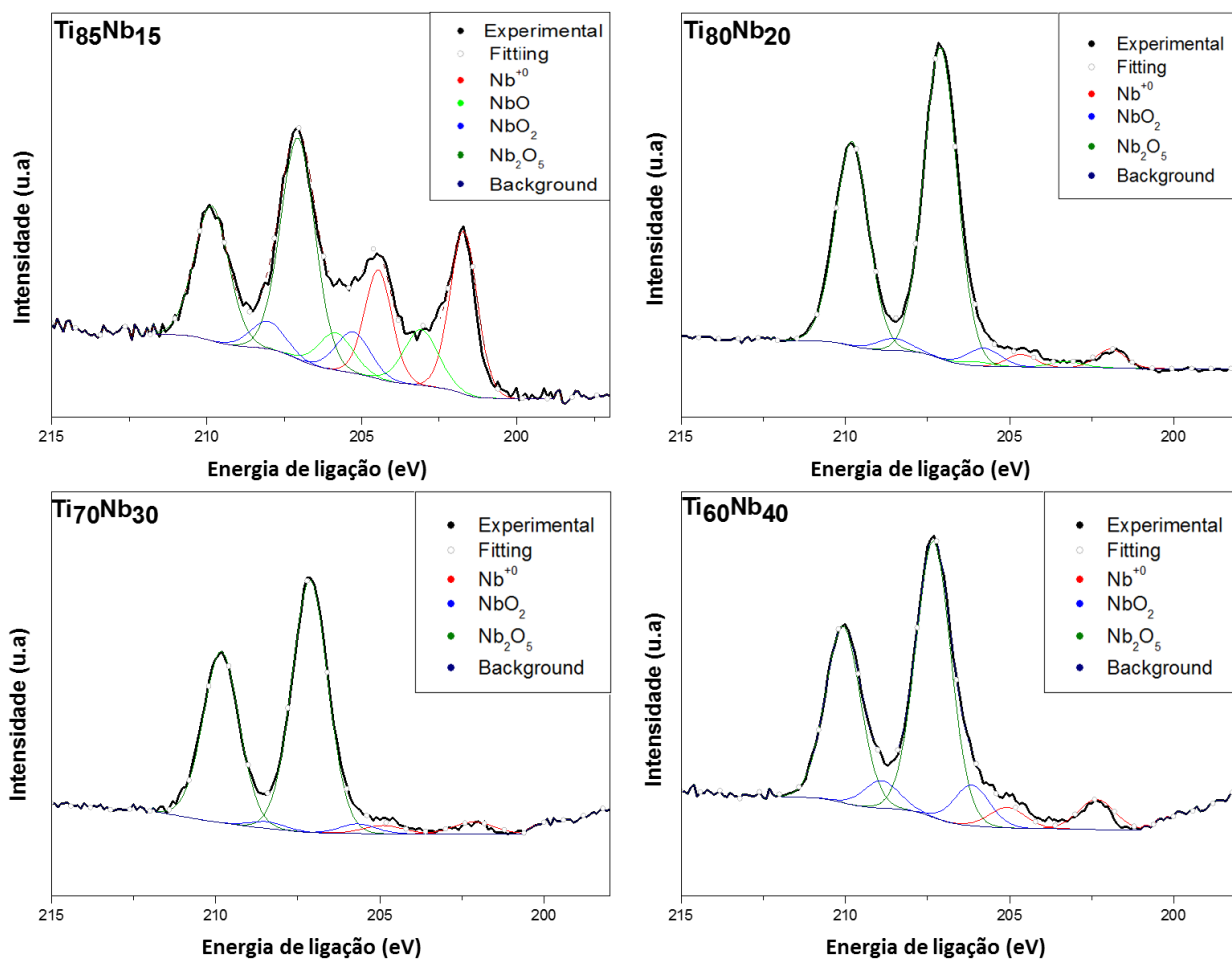 Ti85Nb15
Experimental
Fittiing
Nb+0
NbO
NbO2
Nb2O5
Background
Intensidade (u.a)
215 210 205 200
Energia de ligação (eV)
Ti80Nb20
Experimental
Fitting
Nb+0
NbO2
Nb2O5
Background
Intensidade (u.a)
215 210 205 200
Energia de ligação (eV)
Ti70Nb30
Experimental
Fitting
Nb+0
NbO2
Nb2O5
Background
Intensidade (u.a)
215 210 205 200
Energia de ligação (eV)
Ti60Nb40
Experimental
Fitting
Nb+0
NbO2
Nb2O5
Background
Intensidade (u.a)
215 210 205 200
Energia de ligação (eV)